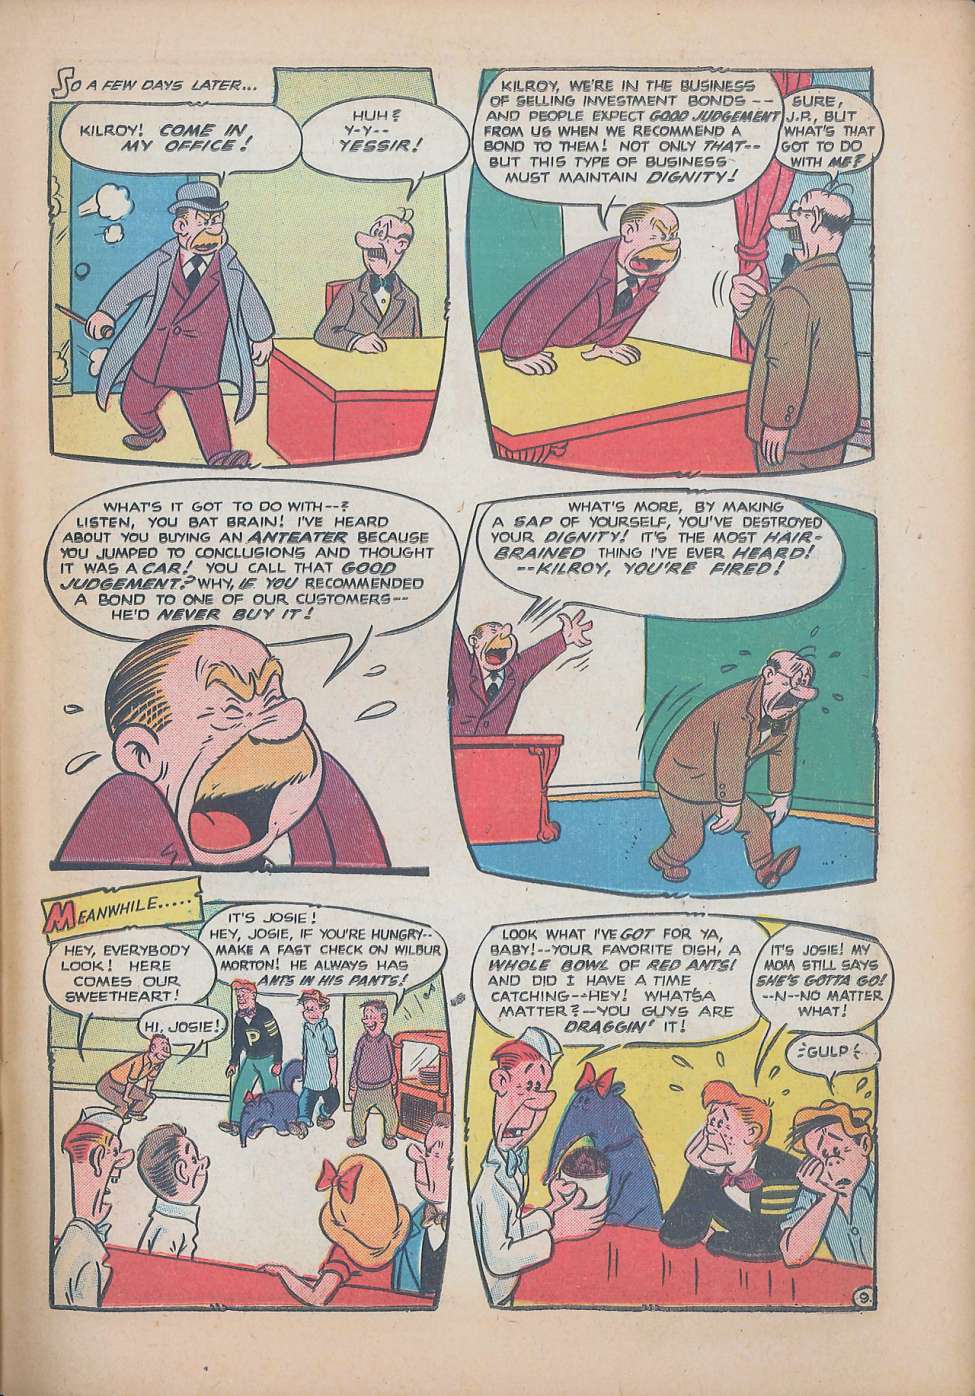 SO A FEW DAYS LATER...
KILROY! COME IN
MY OFFICE!
HUH?
Y-Y--
YESSIR!
KILROY, WE'RE IN THE BUSINESS
OF SELLING INVESTMENT BONDS --
AND PEOPLE EXPECT GOOD JUDGEMENT
FROM US WHEN WE RECOMMEND A
BOND TO THEM! NOT ONLY THAT--
BUT THIS TYPE OF BUSINESS
MUST MAINTAIN DIGNITY!
SURE,
J.P., BUT
WHAT'S THAT
GOT TO DO
WITH ME?
WHAT'S IT GOT TO DO WITH--?
LISTEN, YOU BAT BRAIN! I'VE HEARD
ABOUT YOU BUYING AN ANTEATER BECAUSE
YOU JUMPED TO CONCLUSIONS AND THOUGHT
IT WAS A CAR! YOU CALL THAT GOOD
JUDGEMENT? WHY, IF YOU RECOMMENDED
A BOND TO ONE OF OUR CUSTOMERS--
HE'D NEVER BUY IT!
WHAT'S MORE, BY MAKING
A SAP OF YOURSELF, YOU'VE DESTROYED
YOUR DIGNITY! IT'S THE MOST HAIR-
BRAINED THING I'VE EVER HEARD!
--KILROY, YOU'RE FIRED!
MEANWHILE.....
HEY, EVERYBODY
LOOK! HERE
COMES OUR
SWEETHEART!
HI, JOSIE!
IT'S JOSIE!
HEY, JOSIE, IF YOU'RE HUNGRY--
MAKE A FAST CHECK ON WILBUR
MORTON! HE ALWAYS HAS
ANTS IN HIS PANTS!
P
LOOK WHAT I'VE GOT FOR YA,
BABY!--YOUR FAVORITE DISH, A
WHOLE BOWL OF RED ANTS!
AND DID I HAVE A TIME
CATCHING--HEY! WHAT'SA
MATTER?--YOU GUYS ARE
DRAGGIN' IT!
IT'S JOSIE! MY
MOM STILL SAYS
SHE'S GOTTA GO!
--N--NO MATTER
WHAT!
GULP
9.